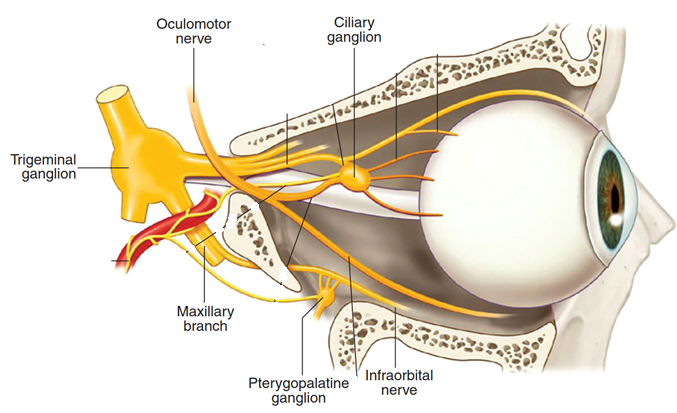 Oculomotor
nerve
Ciliary
ganglion
Trigeminal
ganglion
Maxillary
branch
Pterygopalatine
ganglion
Infraorbital
nerve